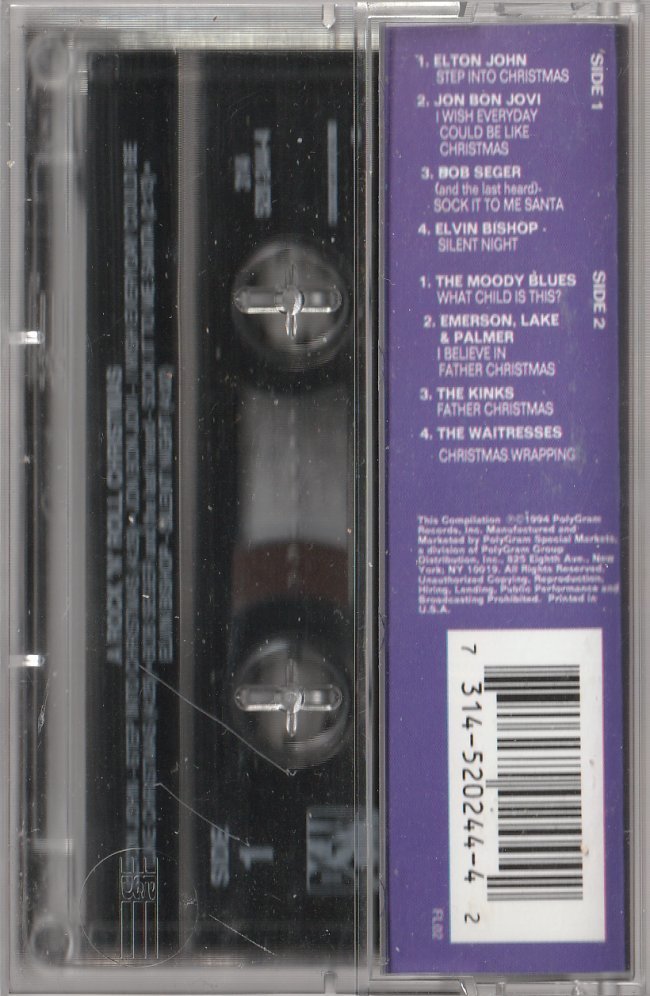 SIDE 1
1. ELTON JOHN
STEP INTO CHRISTMAS
2. JON BON JOVI
I WISH EVERYDAY
COULD BE LIKE
CHRISTMAS
3. BOB SEGER
(and the last heard)-
SOCK IT TO ME SANTA
4. ELVIN BISHOP -
SILENT NIGHT
SIDE 2
1. THE MOODY BLUES
WHAT CHILD IS THIS?
2. EMERSON, LAKE
& PALMER
I BELIEVE IN
FATHER CHRISTMAS
3. THE KINKS
FATHER CHRISTMAS
4. THE WAITRESSES
CHRISTMAS WRAPPING
This Compilation ℗©1994 PolyGram
Records, Inc. Manufactured and
Marketed by PolyGram Special Markets,
a division of PolyGram Group
Distribution, Inc., 825 Eighth Ave., New
York, NY 10019. All Rights Reserved.
Unauthorized Copying, Reproduction,
Hiring, Lending, Public Performance and
Broadcasting Prohibited. Printed in
U.S.A.
7 314-520244-4 2
FL02
A ROCK 'N' ROLL CHRISTMAS
SIDE
1